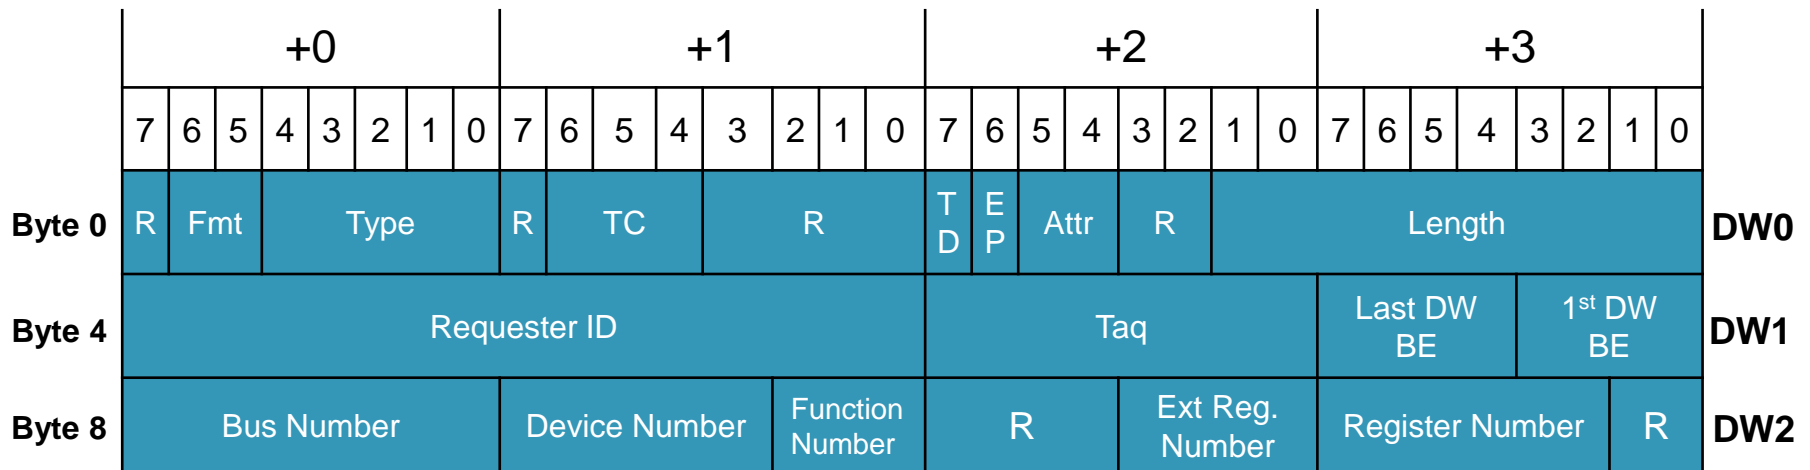 +0 +1 +2 +3
7 6 5 4 3 2 1 0 7 6 5 4 3 2 1 0 7 6 5 4 3 2 1 0 7 6 5 4 3 2 1 0
Byte 0 R Fmt Type R TC R T D E P Attr R Length DW0
Byte 4 Requester ID Taq Last DW BE 1st DW BE DW1
Byte 8 Bus Number Device Number Function Number R Ext Reg. Number Register Number R DW2